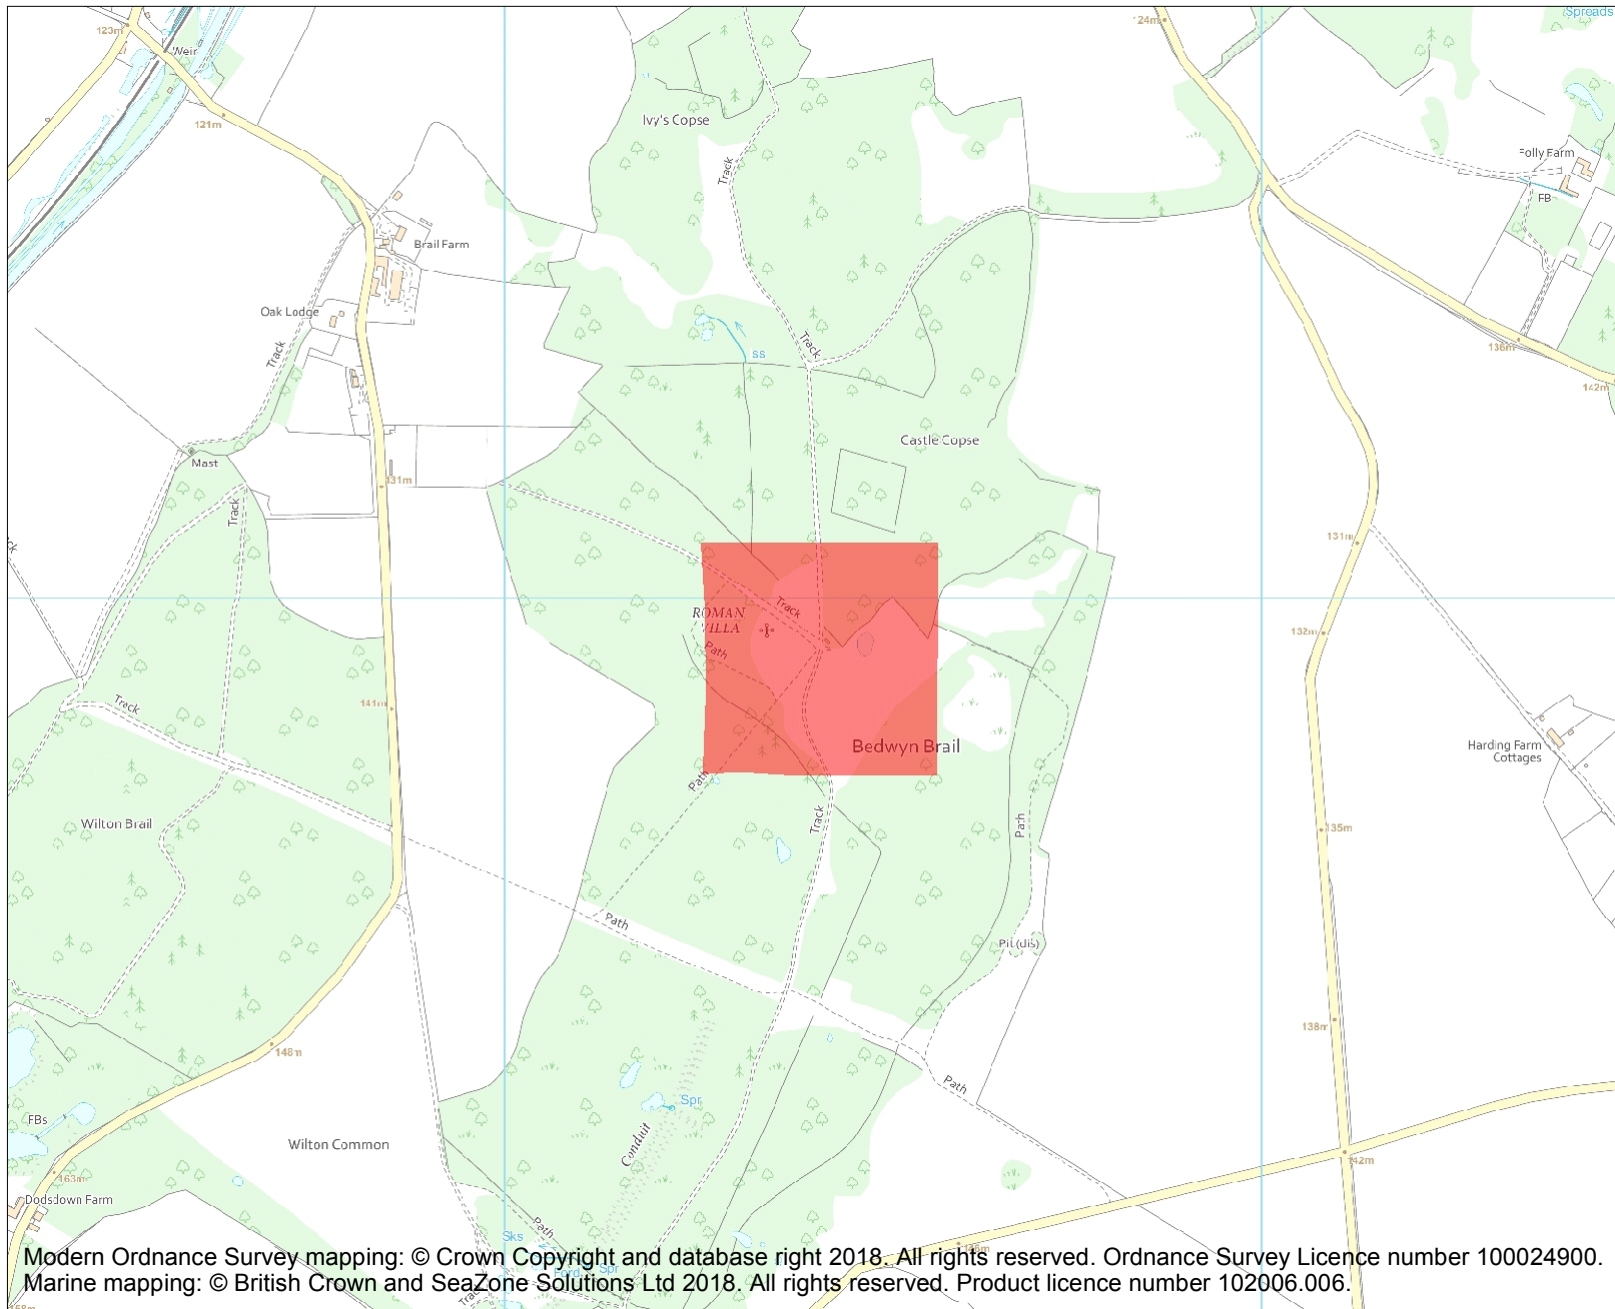 Spreads
123m
124m
Weir
121m
Ivy's Copse
Track
Folly Farm
FB
Brail Farm
Oak Lodge
Track
Track
ss
136m
142m
Castle Copse
Mast
131m
Track
131m
ROMAN
VILLA
Track
Path
132m
141m
Track
Bedwyn Brail
Harding Farm
Cottages
Path
Track
Path
Wilton Brail
135m
Path
Pit (dis)
138m
148m
Path
Spr
FBs
Conduit
Wilton Common
142m
163m
Dodsdown Farm
Path
Sks
Ford
Spr
Track
Modern Ordnance Survey mapping: © Crown Copyright and database right 2018. All rights reserved. Ordnance Survey Licence number 100024900.
Marine mapping: © British Crown and SeaZone Solutions Ltd 2018. All rights reserved. Product licence number 102006.006.